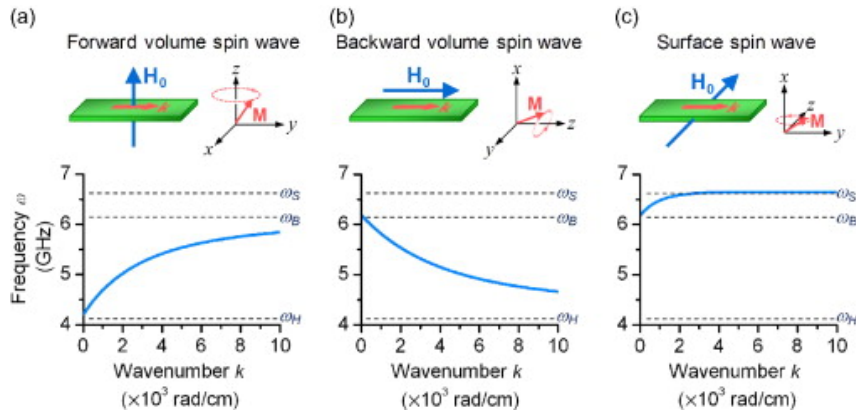 (a) (b) (c)
Forward volume spin wave Backward volume spin wave Surface spin wave
H0 z k M y x
H0 k x M z y
H0 k x z M y
Frequency ω
(GHz)
7 6 5 4
ωS
ωB
ωH
0 2 4 6 8 10
Wavenumber k
(×10³ rad/cm)
7 6 5 4
ωS
ωB
ωH
0 2 4 6 8 10
Wavenumber k
(×10³ rad/cm)
7 6 5 4
ωS
ωB
ωH
0 2 4 6 8 10
Wavenumber k
(×10³ rad/cm)